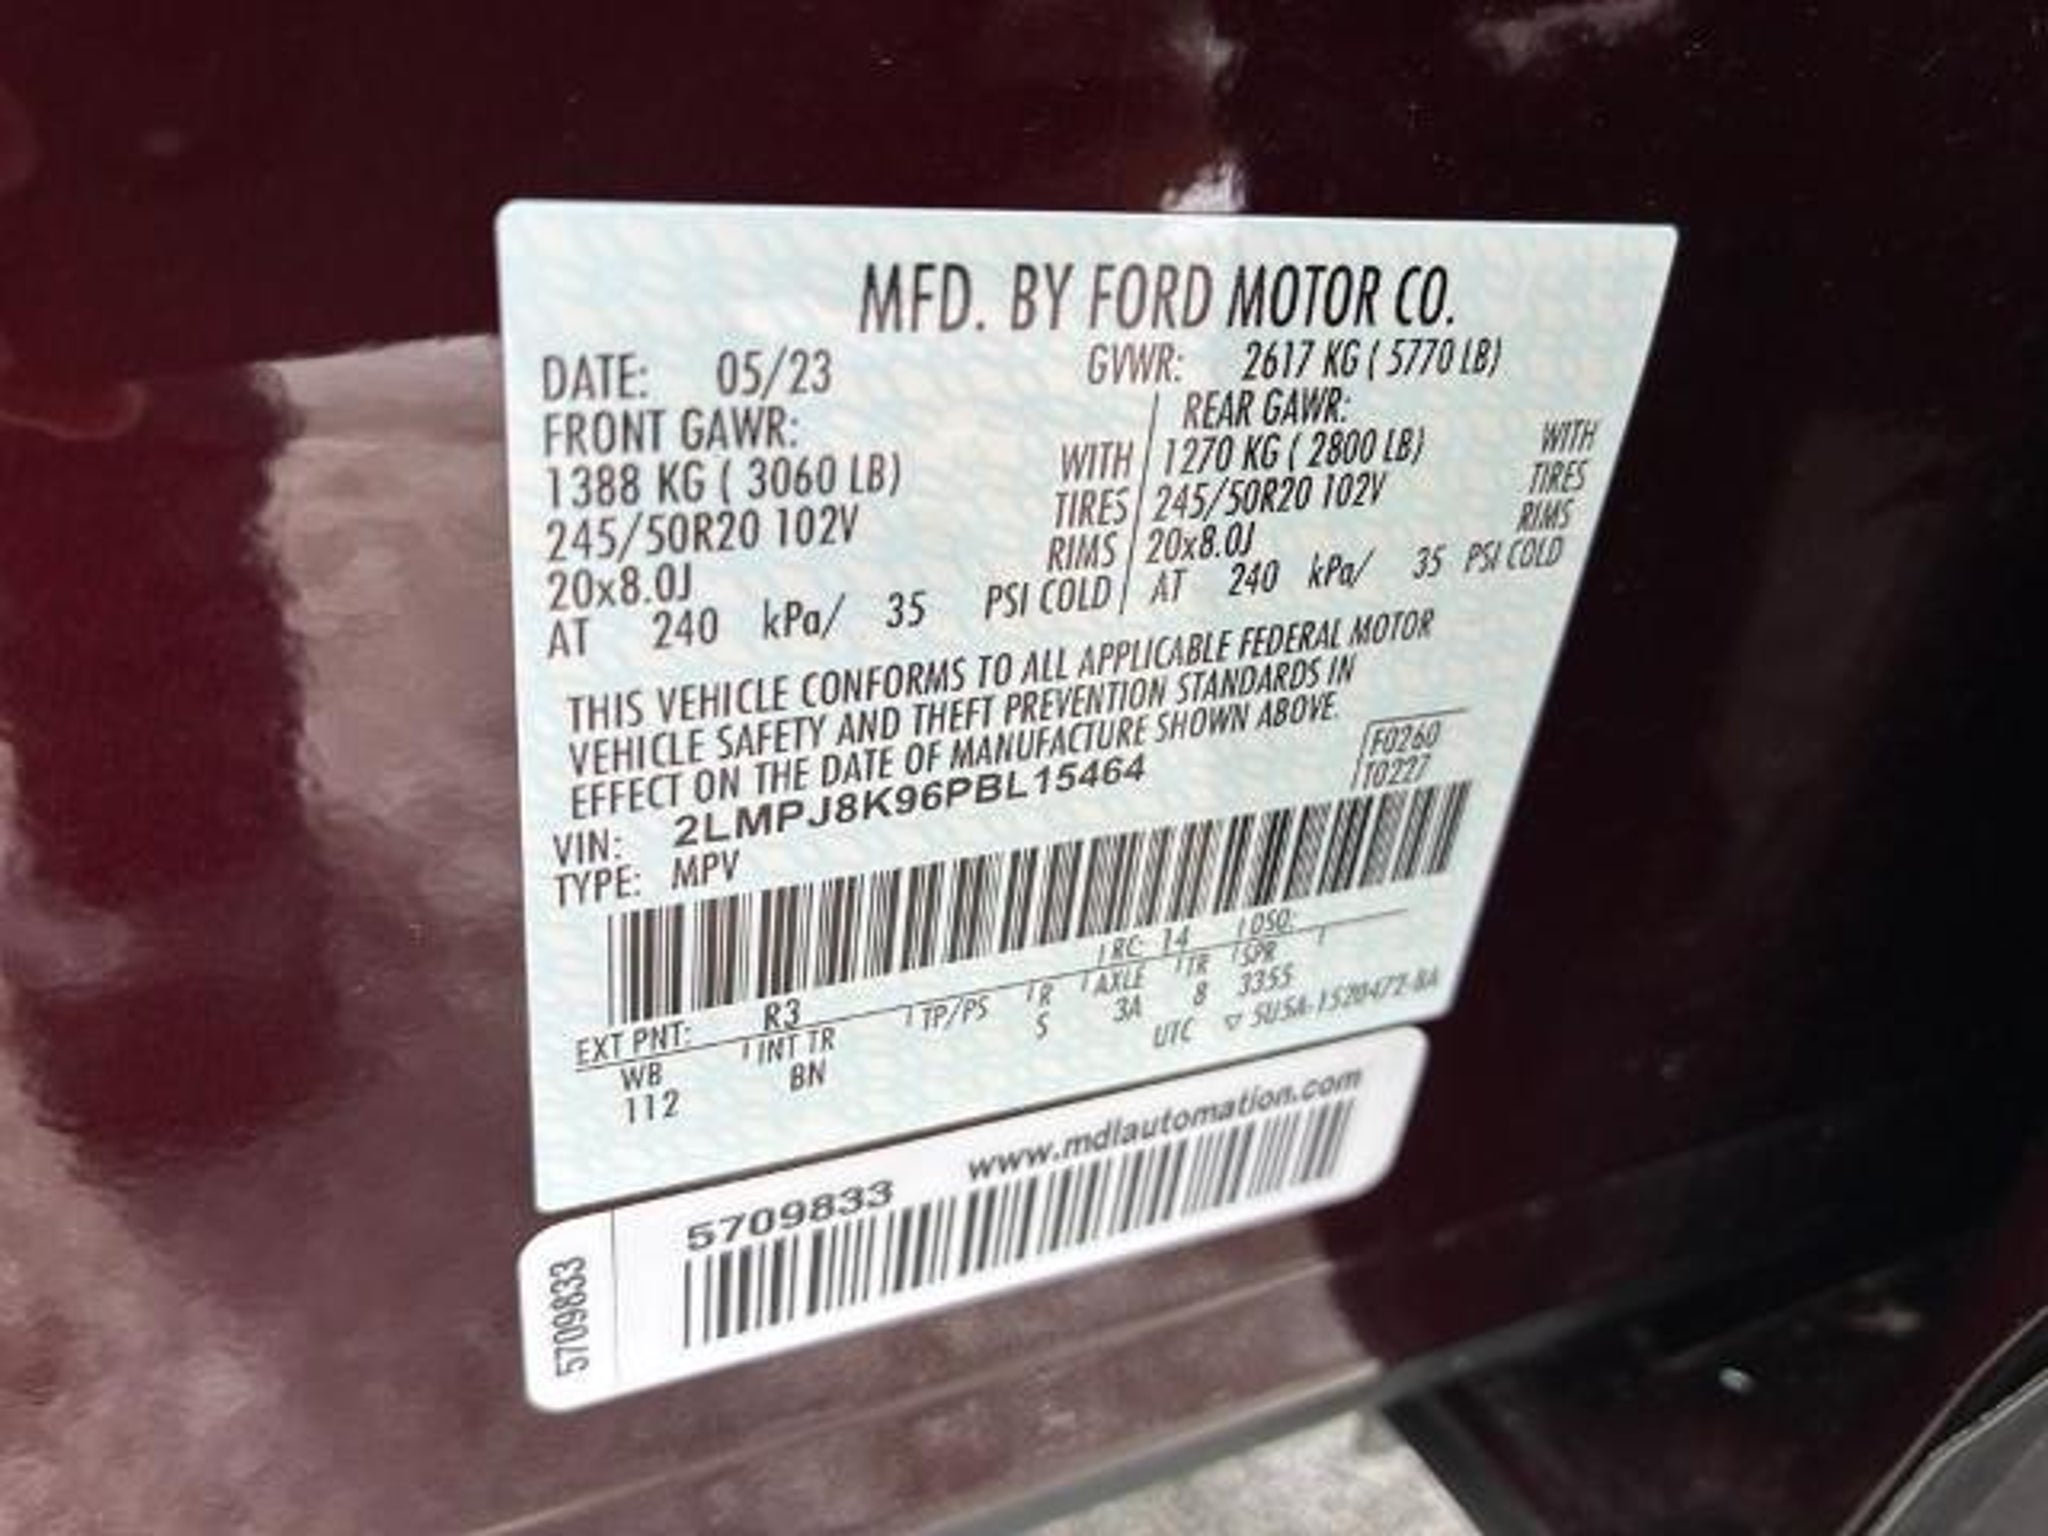 MFD. BY FORD MOTOR CO.
DATE: 05/23 GVWR: 2617 KG ( 5770 LB)
FRONT GAWR: REAR GAWR:
1388 KG ( 3060 LB) WITH 1270 KG ( 2800 LB) WITH
245/50R20 102V TIRES 245/50R20 102V TIRES
20x8.0J RIMS 20x8.0J RIMS
AT 240 kPa/ 35 PSI COLD AT 240 kPa/ 35 PSI COLD
THIS VEHICLE CONFORMS TO ALL APPLICABLE FEDERAL MOTOR
VEHICLE SAFETY AND THEFT PREVENTION STANDARDS IN
EFFECT ON THE DATE OF MANUFACTURE SHOWN ABOVE.
F0260
T0227
VIN: 2LMPJ8K96PBL15464
TYPE: MPV
EXT PNT: R3 RC: 14 DSO:
WB INT TR TP/PS R AXLE TR SPR
112 BN S 3A 8 3355
UTC ▽ 5U5A-1520472-BA
www.mdlautomation.com
5709833
5709833